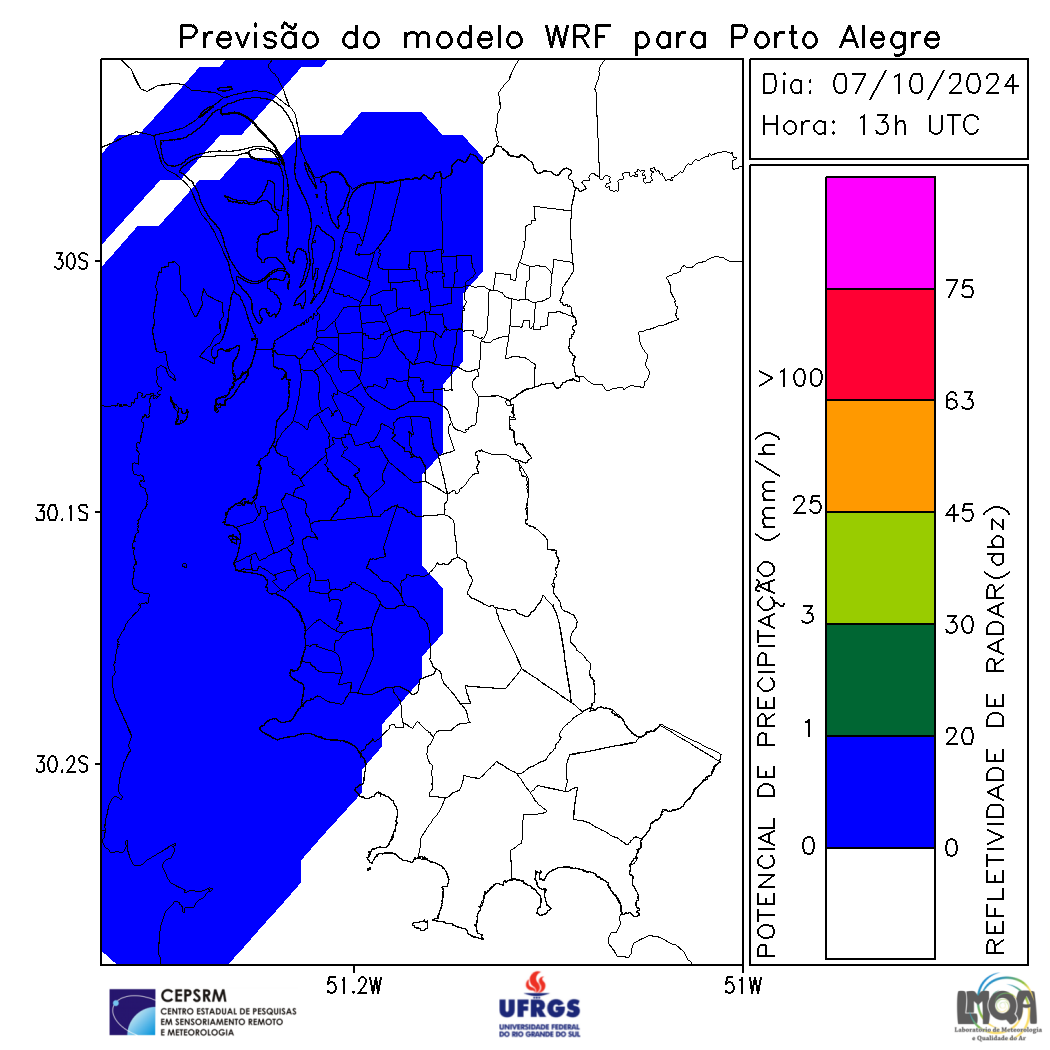 Previsão do modelo WRF para Porto Alegre
Dia: 07/10/2024
Hora: 13h UTC
30S
30.1S
30.2S
51.2W
51W
POTENCIAL DE PRECIPITAÇÃO (mm/h)
>100
25
3
1
0
75
63
45
30
20
0
REFLETIVIDADE DE RADAR(dbz)
CEPSRM
CENTRO ESTADUAL DE PESQUISAS
EM SENSORIAMENTO REMOTO
E METEOROLOGIA
UFRGS
UNIVERSIDADE FEDERAL
DO RIO GRANDE DO SUL
LMQA
Laboratório de Meteorologia
e Qualidade do Ar